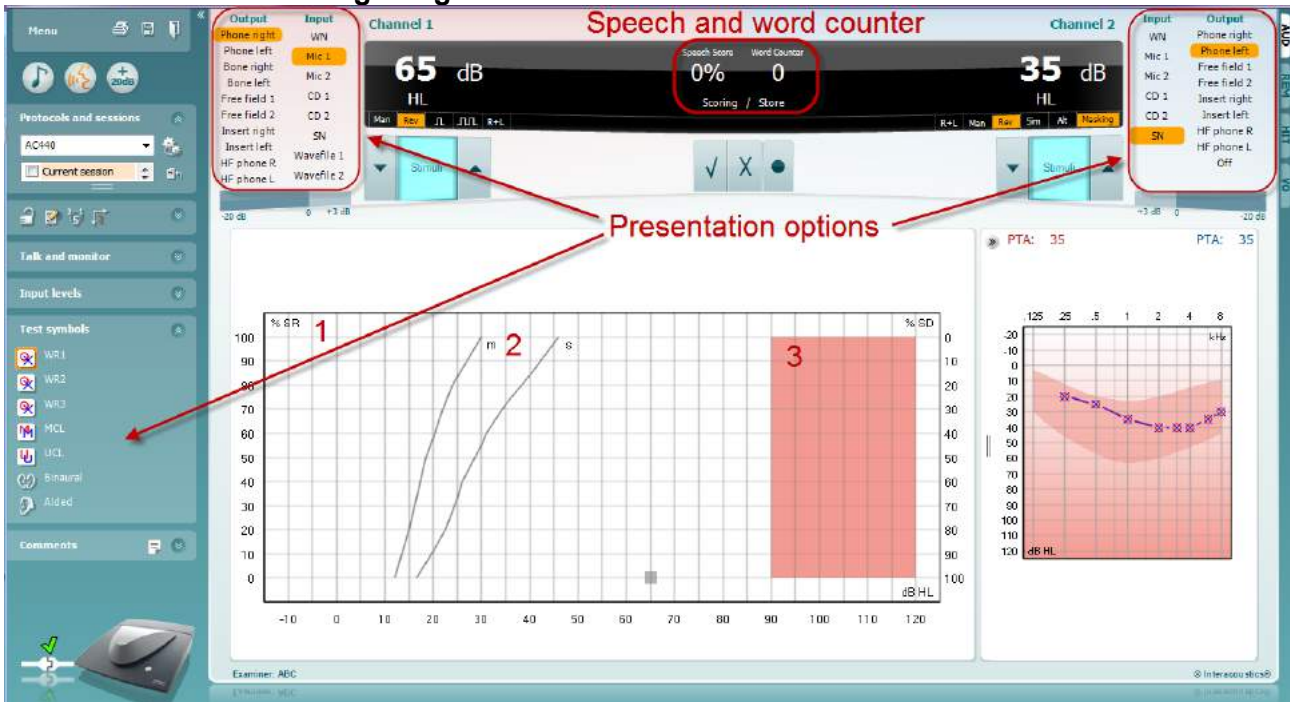 Menu
20dB
Protocols and sessions
AC440
Current session
Talk and monitor
Input levels
Test symbols
WR1
WR2
WR3
MCL
UCL
Binaural
Aided
Comments
Output Input
Phone right WN
Phone left Mic 1
Bone right Mic 2
Bone left
Free field 1 CD 1
Free field 2 CD 2
Insert right SN
Insert left Wavefile 1
HF phone R Wavefile 2
HF phone L
Channel 1
Speech and word counter
Channel 2
65 dB
HL
Man Rev R+L
Speech Score Word Counter
0% 0
Scoring / Store
35 dB
HL
R+L Man Rev Sim Alt Masking
Input Output
WN Phone right
Mic 1 Phone left
Mic 2 Free field 1
Free field 2
CD 1 Insert right
CD 2 Insert left
SN HF phone R
HF phone L
Off
AUD
REM
HIT
VO
Stimuli
Stimuli
-20 dB 0 +3 dB
+3 dB 0 -20 dB
Presentation options
% SR 1
m 2 s
3
% SD
100 90 80 70 60 50 40 30 20 10 0
0 10 20 30 40 50 60 70 80 90 100
dB HL
-10 0 10 20 30 40 50 60 70 80 90 100 110 120
PTA: 35 PTA: 35
.125 .25 .5 1 2 4 8
kHz
-20 -10 0 10 20 30 40 50 60 70 80 90 100 110 120
dB HL
Examiner: ABC
® Interacoustics®